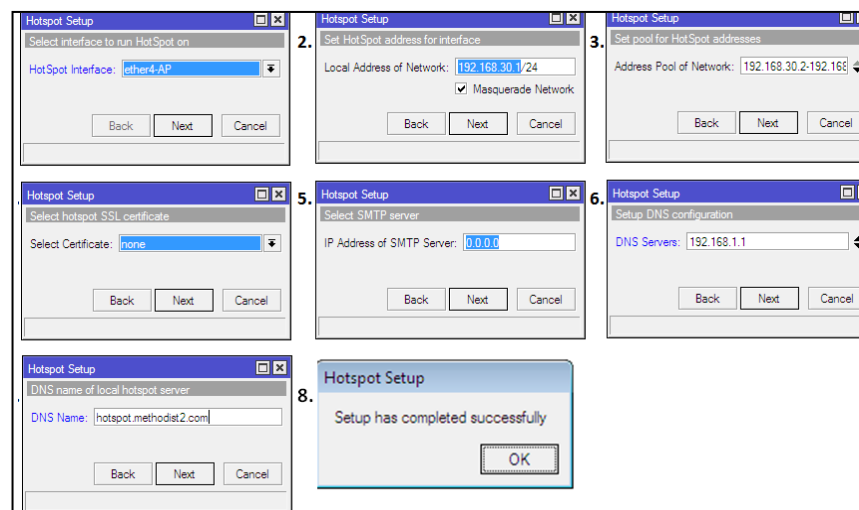 Hotspot Setup
Select interface to run HotSpot on
HotSpot Interface: ether4-AP
Back Next Cancel
2.
Hotspot Setup
Set HotSpot address for interface
Local Address of Network: 192.168.30.1/24
Masquerade Network
Back Next Cancel
3.
Hotspot Setup
Set pool for HotSpot addresses
Address Pool of Network: 192.168.30.2-192.168
Back Next Cancel
Hotspot Setup
Select hotspot SSL certificate
Select Certificate: none
Back Next Cancel
5.
Hotspot Setup
Select SMTP server
IP Address of SMTP Server: 0.0.0.0
Back Next Cancel
6.
Hotspot Setup
Setup DNS configuration
DNS Servers: 192.168.1.1
Back Next Cancel
Hotspot Setup
DNS name of local hotspot server
DNS Name: hotspot.methodist2.com
Back Next Cancel
8.
Hotspot Setup
Setup has completed successfully
OK